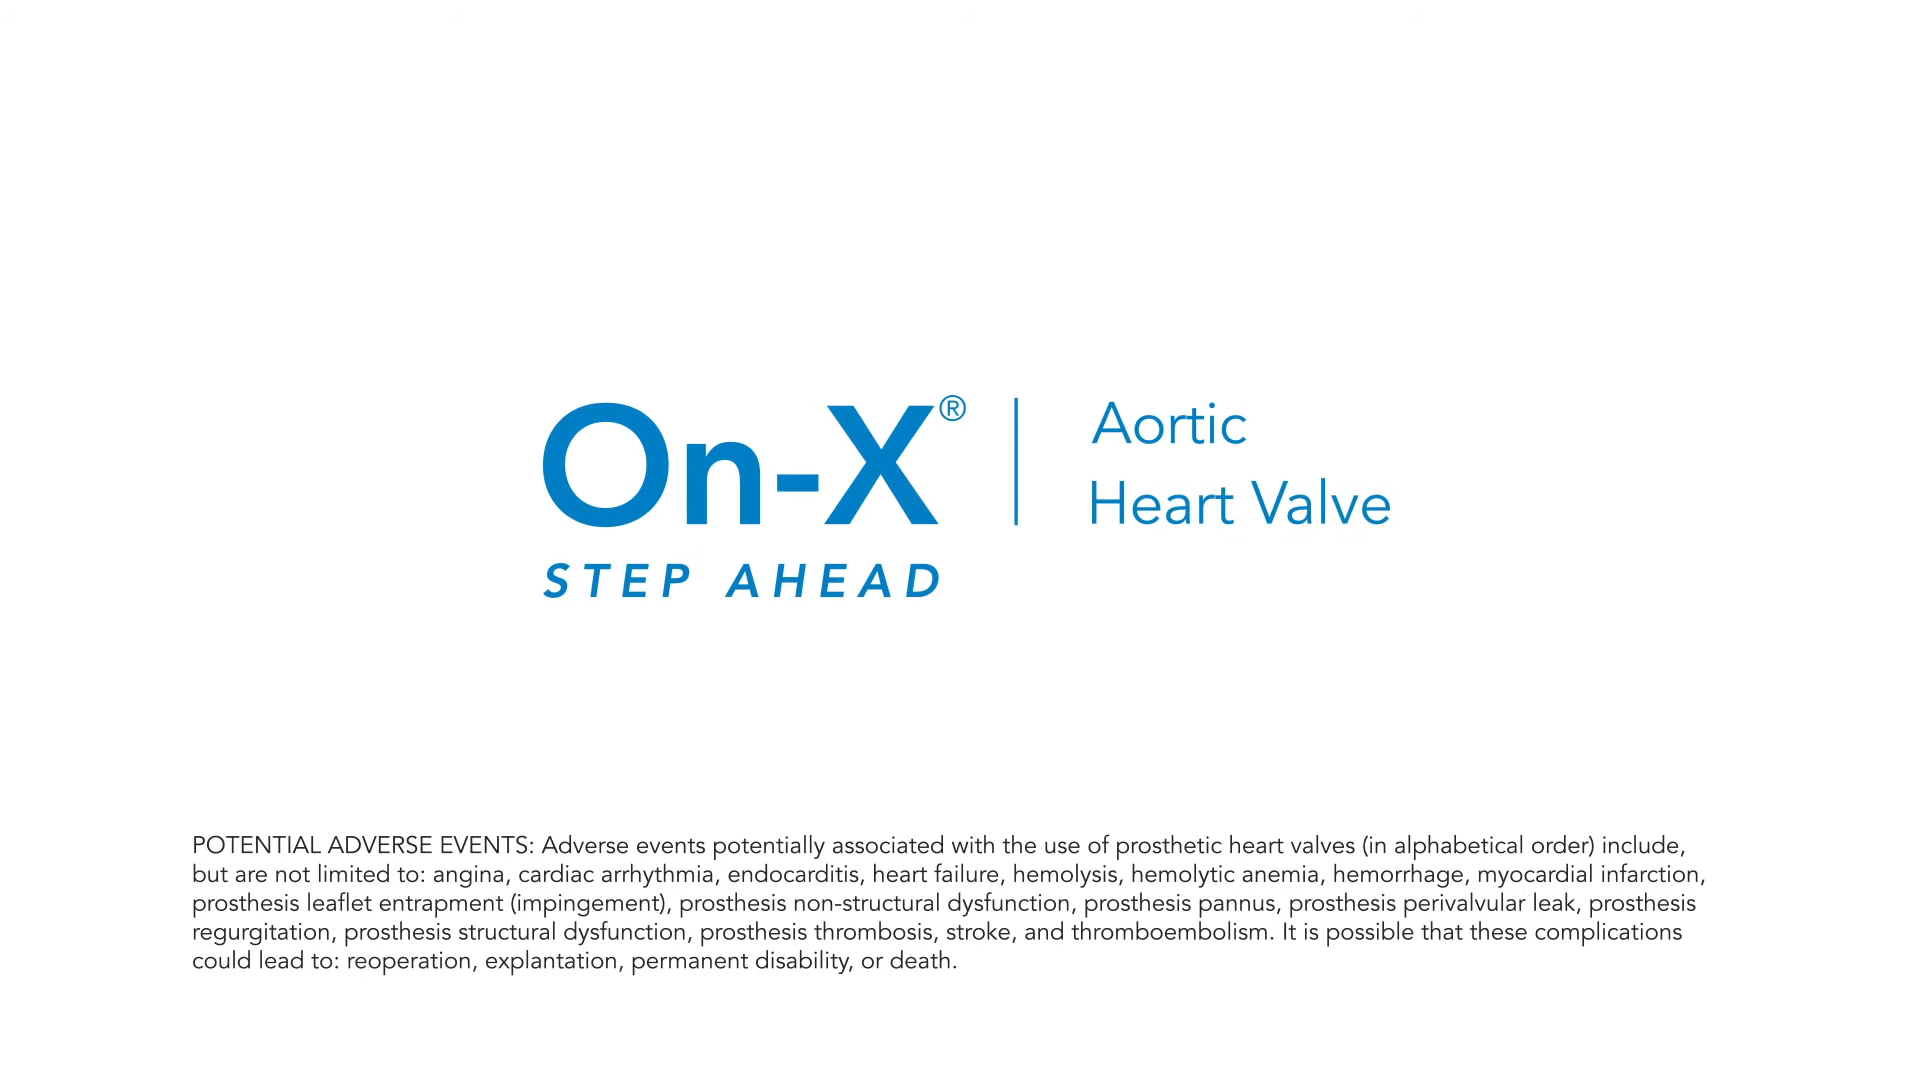 On-X®
Aortic
Heart Valve
STEP AHEAD
POTENTIAL ADVERSE EVENTS: Adverse events potentially associated with the use of prosthetic heart valves (in alphabetical order) include,
but are not limited to: angina, cardiac arrhythmia, endocarditis, heart failure, hemolysis, hemolytic anemia, hemorrhage, myocardial infarction,
prosthesis leaflet entrapment (impingement), prosthesis non-structural dysfunction, prosthesis pannus, prosthesis perivalvular leak, prosthesis
regurgitation, prosthesis structural dysfunction, prosthesis thrombosis, stroke, and thromboembolism. It is possible that these complications
could lead to: reoperation, explantation, permanent disability, or death.